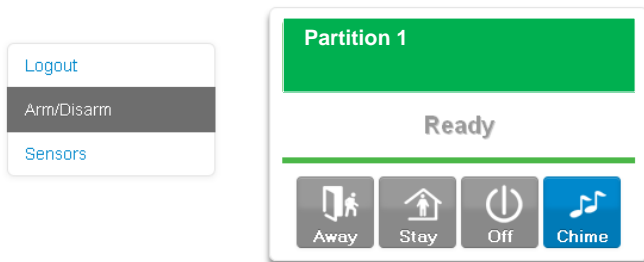 Logout
Arm/Disarm
Sensors
Partition 1
Ready
Away Stay Off Chime